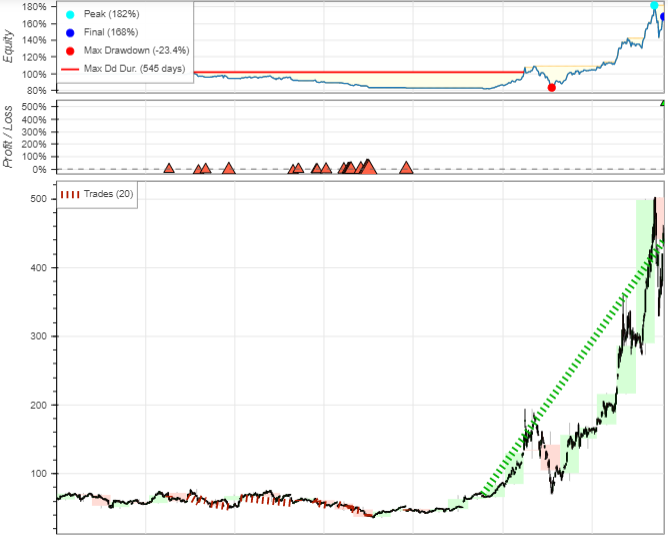 Equity
180%
160%
140%
120%
100%
80%
Peak (182%)
Final (168%)
Max Drawdown (-23.4%)
Max Dd Dur. (545 days)
Profit / Loss
500%
400%
300%
200%
100%
0%
Trades (20)
500
400
300
200
100